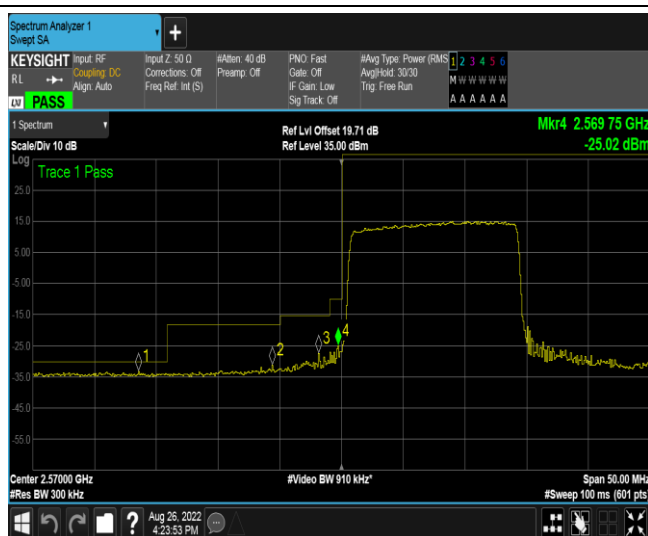 Spectrum Analyzer 1
Swept SA
+
KEYSIGHT
RL
LXI PASS
Input: RF
Coupling: DC
Align: Auto
Input Z: 50 Ω
Corrections: Off
Freq Ref: Int (S)
#Atten: 40 dB
Preamp: Off
PNO: Fast
Gate: Off
IF Gain: Low
Sig Track: Off
#Avg Type: Power (RMS
Avg|Hold: 30/30
Trig: Free Run
1 2 3 4 5 6
M W W W W W
A A A A A A
1 Spectrum
Scale/Div 10 dB
Ref Lvl Offset 19.71 dB
Ref Level 35.00 dBm
Mkr4 2.569 75 GHz
-25.02 dBm
Log
Trace 1 Pass
25.0
15.0
5.00
-5.00
-15.0
-25.0
-35.0
-45.0
-55.0
1
2
3
4
Center 2.57000 GHz
#Res BW 300 kHz
#Video BW 910 kHz*
Span 50.00 MHz
#Sweep 100 ms (601 pts)
?
Aug 26, 2022
4:23:53 PM